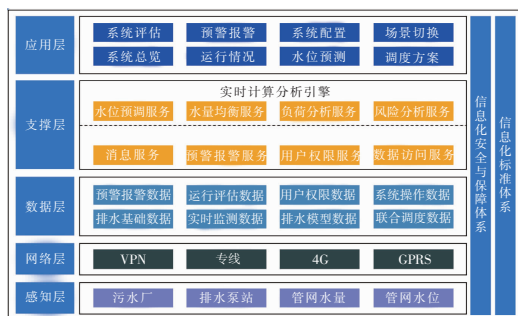 应用层
系统评估 预警报警 系统配置 场景切换
系统总览 运行情况 水位预测 调度方案
支撑层
实时计算分析引擎
水位预调服务 水量均衡服务 负荷分析服务 风险分析服务
消息服务 预警报警服务 用户权限服务 数据访问服务
数据层
预警报警数据 运行评估数据 用户权限数据 系统操作数据
排水基础数据 实时监测数据 排水模型数据 联合调度数据
网络层
VPN 专线 4G GPRS
感知层
污水厂 排水泵站 管网水量 管网水位
信息化安全与保障体系
信息化标准体系